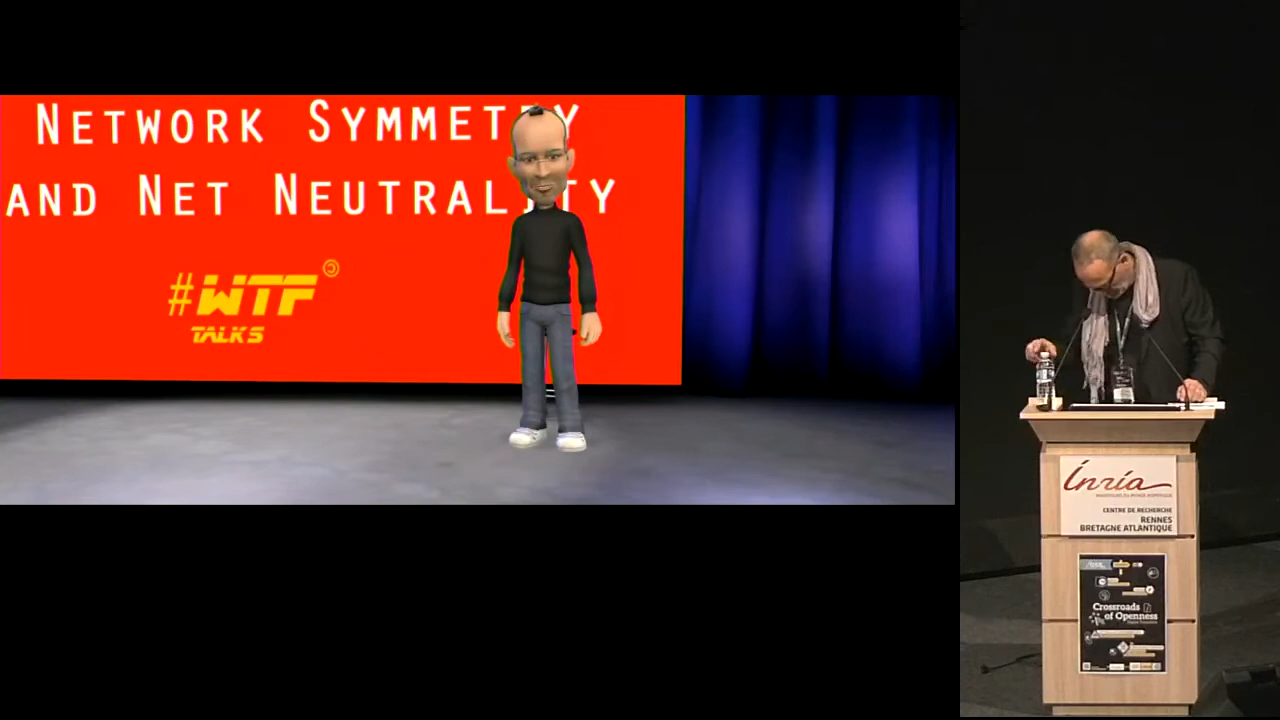 NETWORK SYMMETRY
AND NET NEUTRALITY
#WTF©
TALKS
Inria
CENTRE DE RECHERCHE
RENNES
BRETAGNE ATLANTIQUE
Crossroads
of Openness